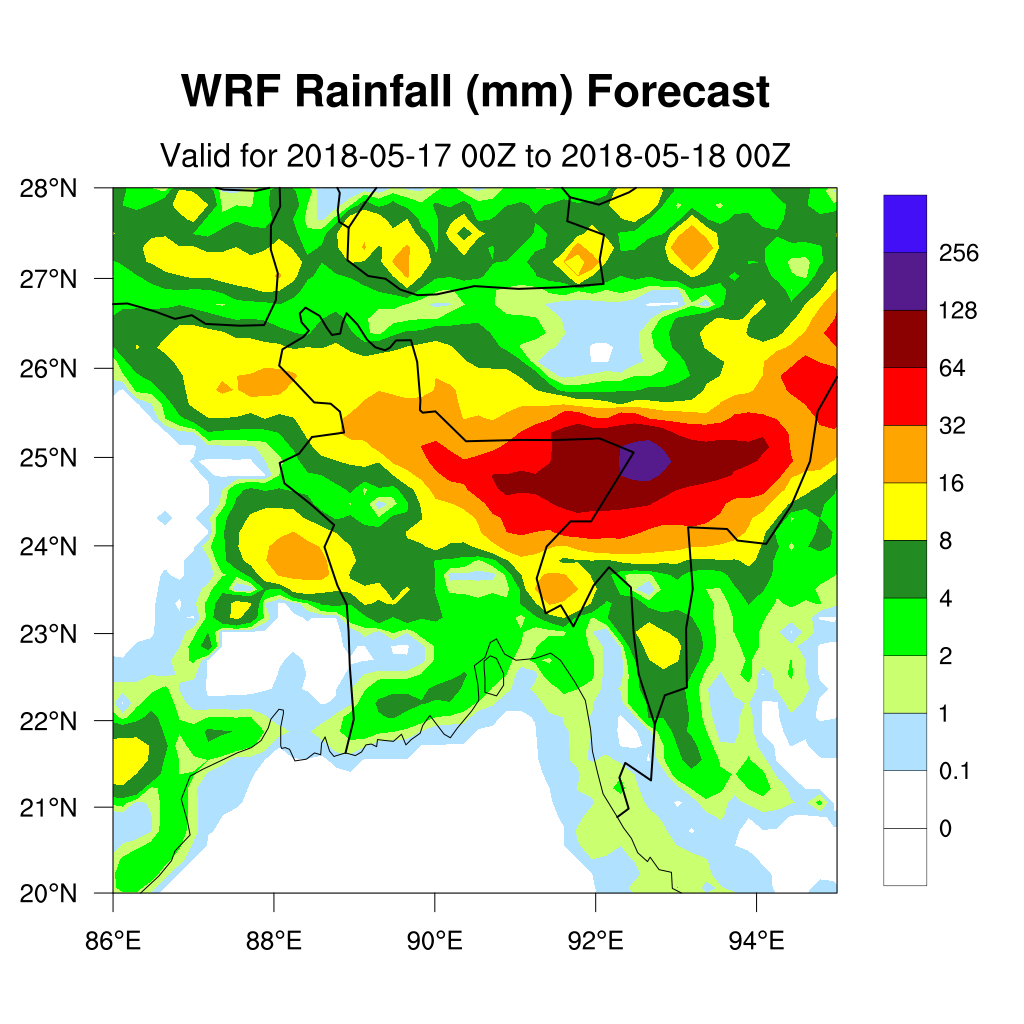 WRF Rainfall (mm) Forecast
Valid for 2018-05-17 00Z to 2018-05-18 00Z
28°N
27°N
26°N
25°N
24°N
23°N
22°N
21°N
20°N
86°E
88°E
90°E
92°E
94°E
256
128
64
32
16
8
4
2
1
0.1
0